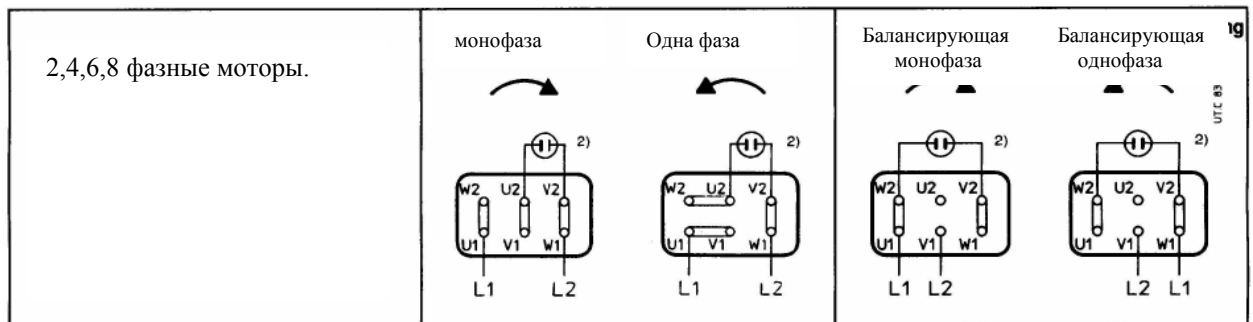 2,4,6,8 фазные моторы.
монофаза
Одна фаза
Балансирующая
монофаза
Балансирующая
однофаза
ng
UT.C 83
2)
W2 U2 V2
U1 V1 W1
L1 L2
2)
W2 U2 V2
U1 V1 W1
L1 L2
2)
W2 U2 V2
U1 V1 W1
L1 L2
2)
W2 U2 V2
U1 V1 W1
L2 L1